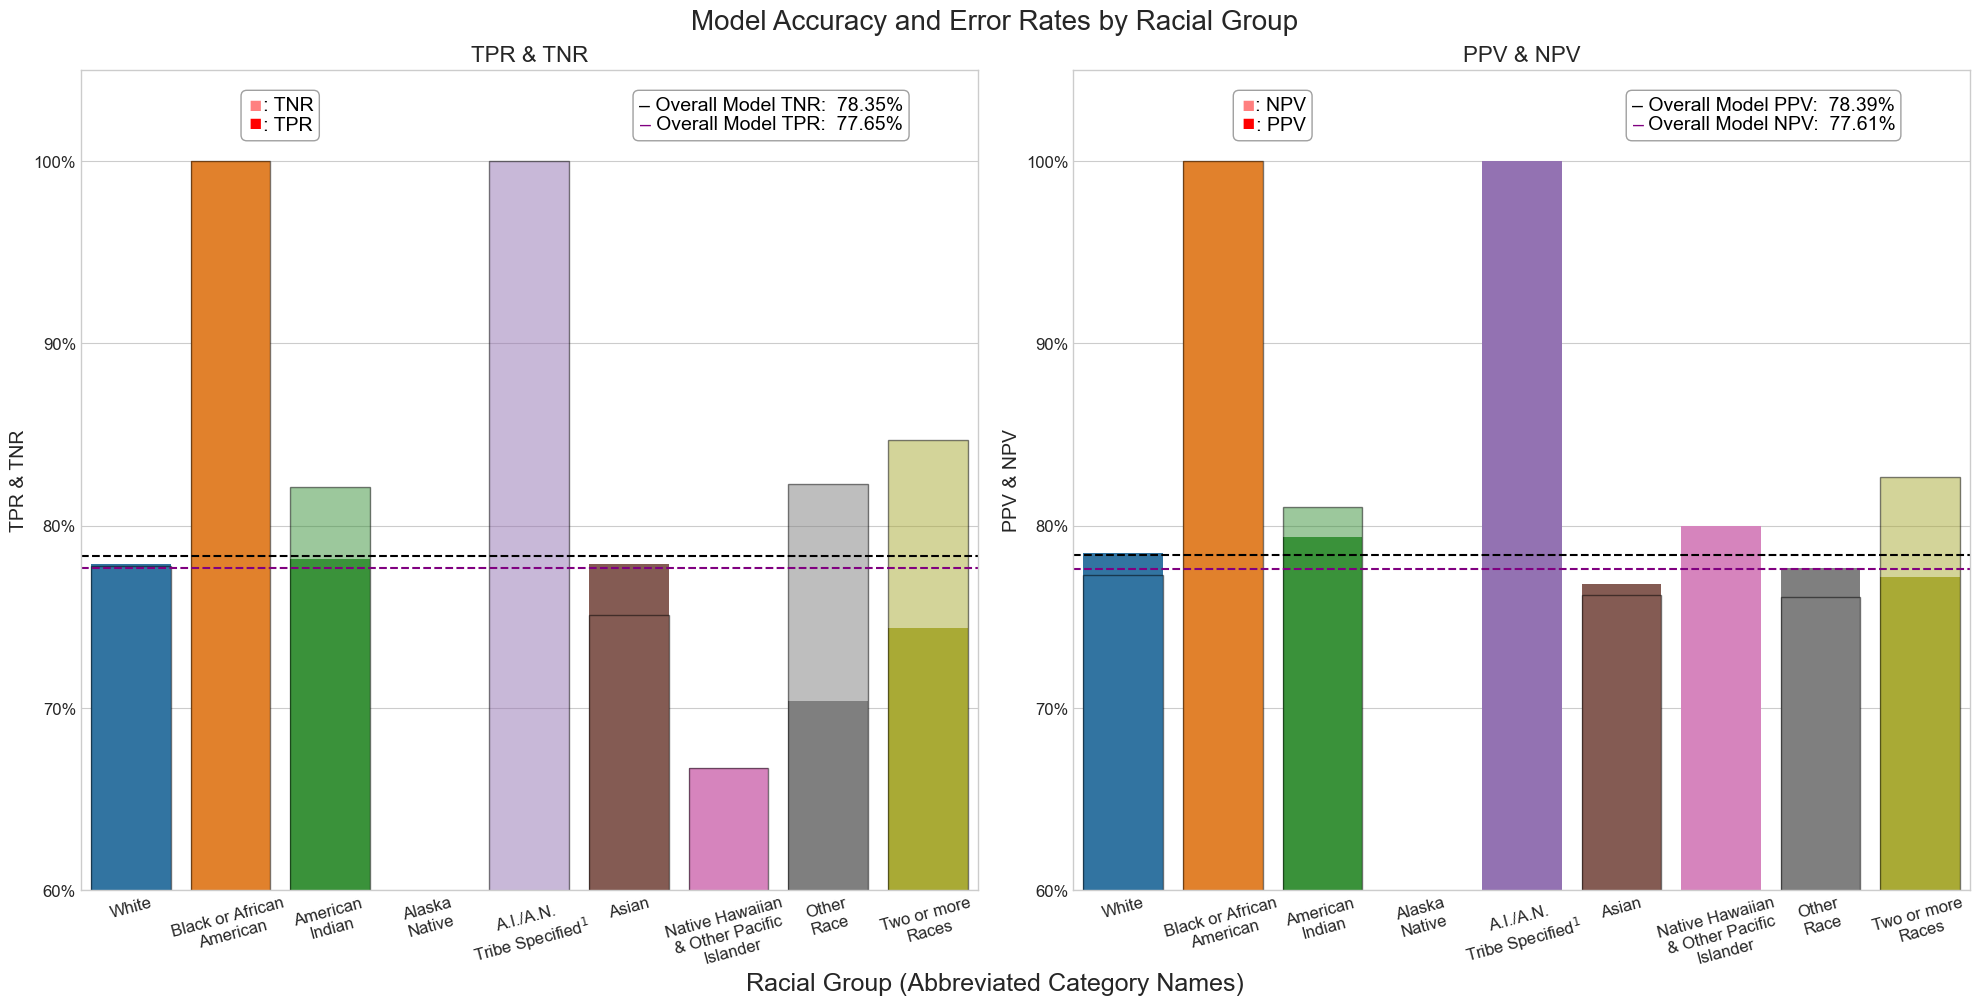 Model Accuracy and Error Rates by Racial Group
TPR & TNR
: TNR
: TPR
– Overall Model TNR: 78.35%
– Overall Model TPR: 77.65%
TPR & TNR
100%
90%
80%
70%
60%
White
Black or African
American
American
Indian
Alaska
Native
A.I./A.N.
Tribe Specified¹
Asian
Native Hawaiian
& Other Pacific
Islander
Other
Race
Two or more
Races
PPV & NPV
: NPV
: PPV
– Overall Model PPV: 78.39%
– Overall Model NPV: 77.61%
PPV & NPV
100%
90%
80%
70%
60%
White
Black or African
American
American
Indian
Alaska
Native
A.I./A.N.
Tribe Specified¹
Asian
Native Hawaiian
& Other Pacific
Islander
Other
Race
Two or more
Races
Racial Group (Abbreviated Category Names)